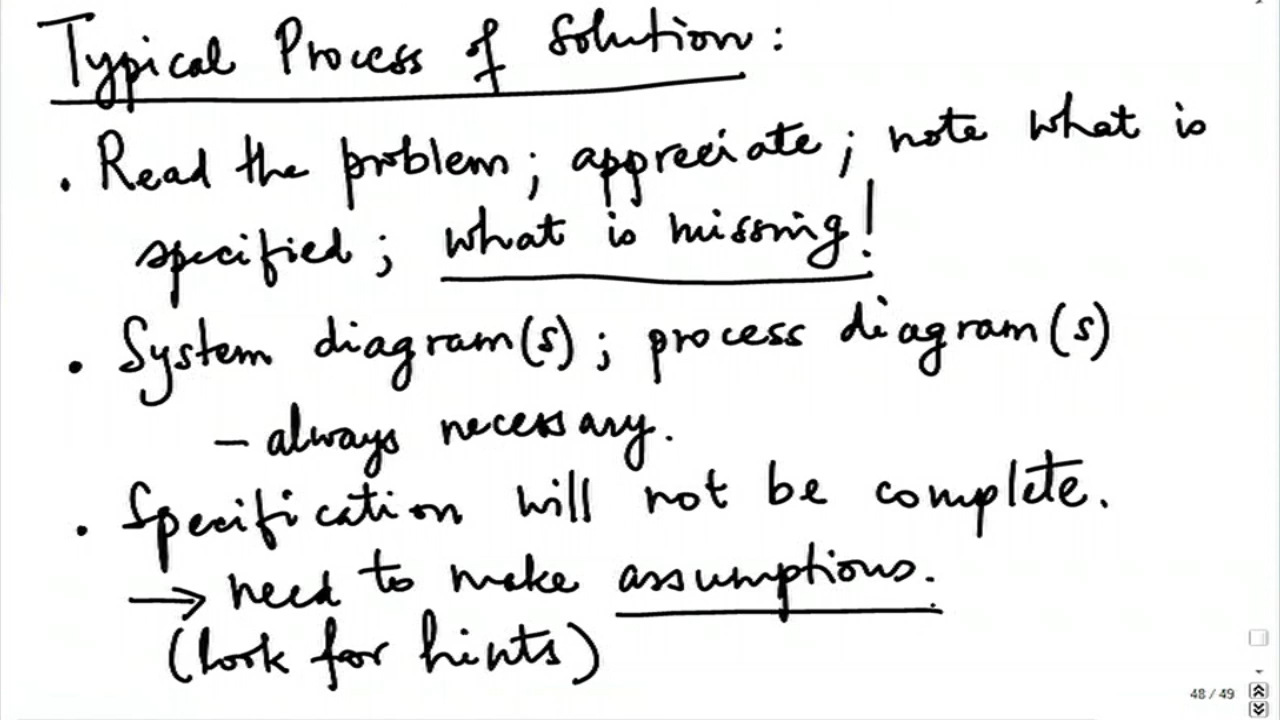 Typical Process of Solution:
• Read the problem; appreciate; note what is
specified; what is missing!
• System diagram(s); process diagram(s)
– always necessary.
• Specification will not be complete.
→ need to make assumptions.
(look for hints)
48 / 49